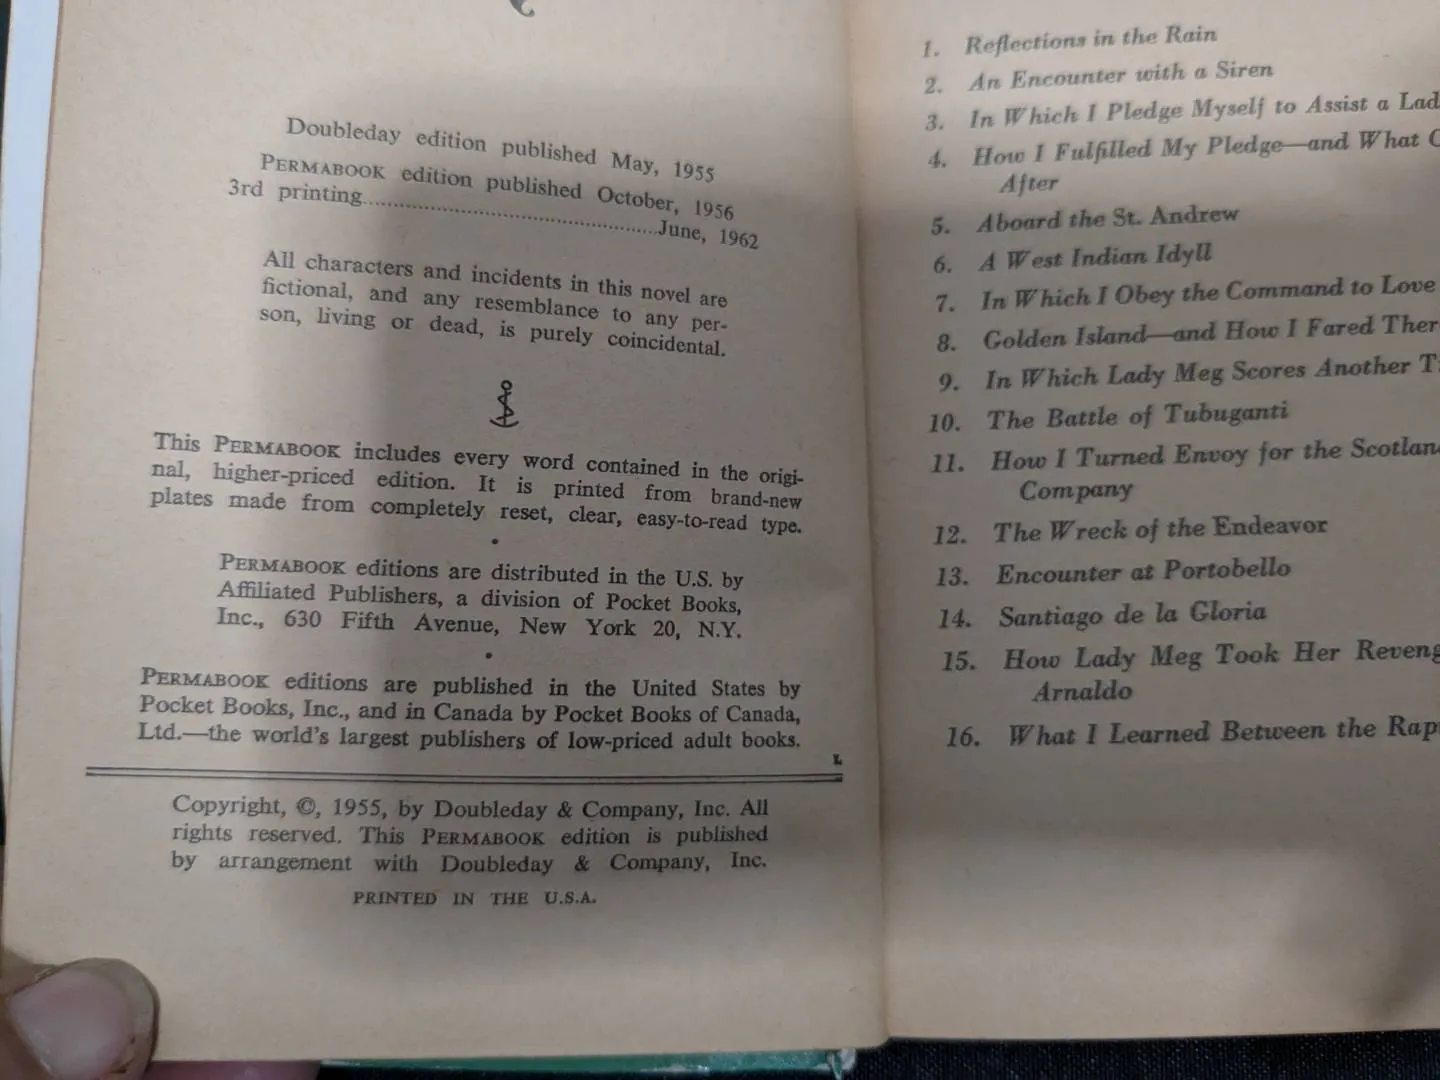 Doubleday edition published May, 1955
PERMABOOK edition published October, 1956
3rd printing..............................................June, 1962
All characters and incidents in this novel are
fictional, and any resemblance to any per-
son, living or dead, is purely coincidental.
This PERMABOOK includes every word contained in the origi-
nal, higher-priced edition. It is printed from brand-new
plates made from completely reset, clear, easy-to-read type.
•
PERMABOOK editions are distributed in the U.S. by
Affiliated Publishers, a division of Pocket Books,
Inc., 630 Fifth Avenue, New York 20, N.Y.
•
PERMABOOK editions are published in the United States by
Pocket Books, Inc., and in Canada by Pocket Books of Canada,
Ltd.—the world's largest publishers of low-priced adult books.
L
Copyright, ©, 1955, by Doubleday & Company, Inc. All
rights reserved. This PERMABOOK edition is published
by arrangement with Doubleday & Company, Inc.
PRINTED IN THE U.S.A.
1. Reflections in the Rain
2. An Encounter with a Siren
3. In Which I Pledge Myself to Assist a Lad
4. How I Fulfilled My Pledge—and What
After
5. Aboard the St. Andrew
6. A West Indian Idyll
7. In Which I Obey the Command to Love
8. Golden Island—and How I Fared Ther
9. In Which Lady Meg Scores Another
10. The Battle of Tubuganti
11. How I Turned Envoy for the Scotlan
Company
12. The Wreck of the Endeavor
13. Encounter at Portobello
14. Santiago de la Gloria
15. How Lady Meg Took Her Reveng
Arnaldo
16. What I Learned Between the Rap